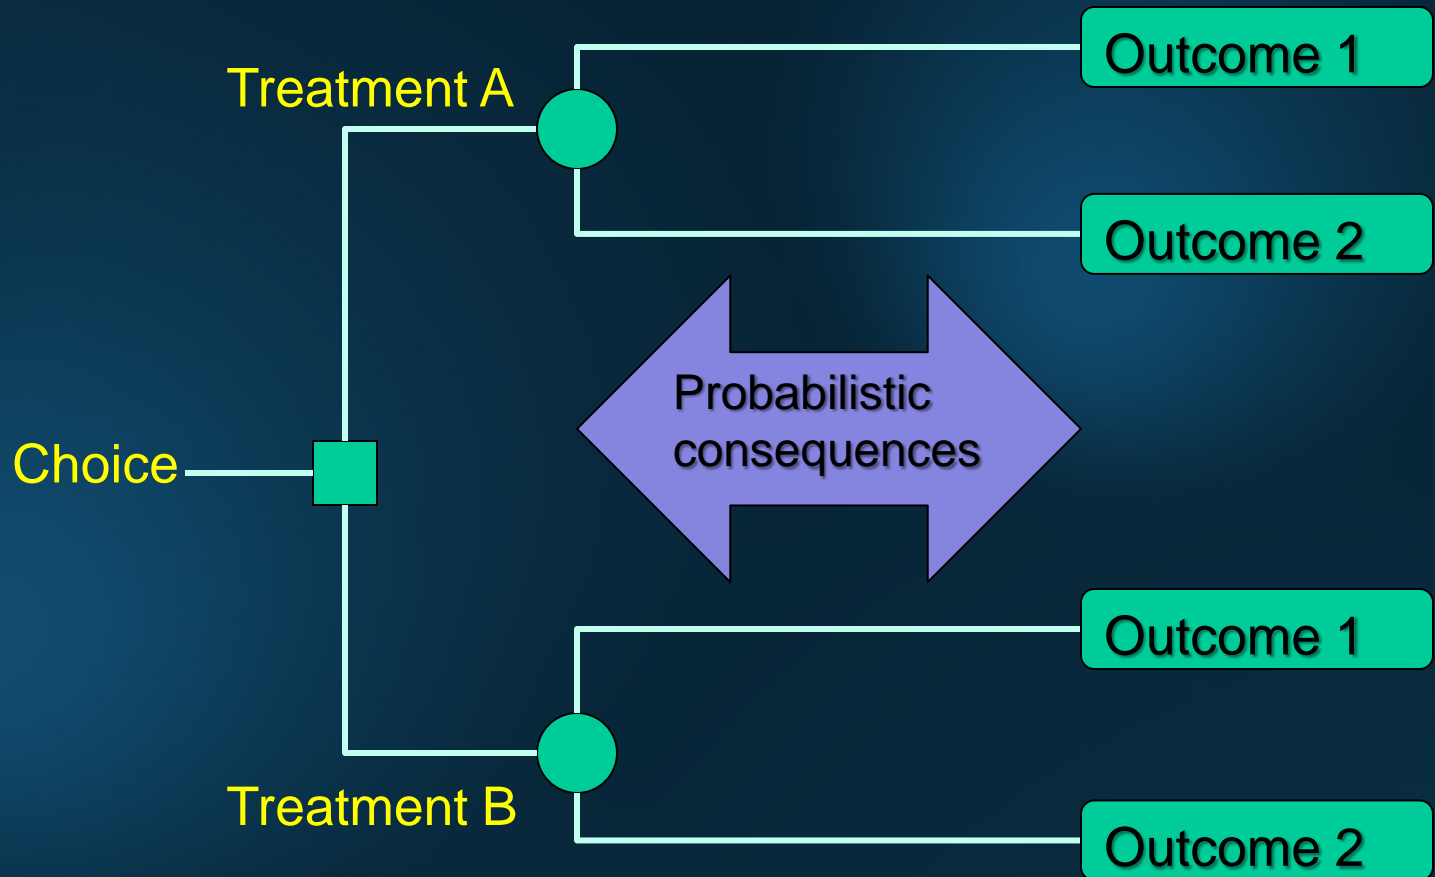 Outcome 1
Treatment A
Outcome 2
Probabilistic
consequences
Choice
Outcome 1
Treatment B
Outcome 2